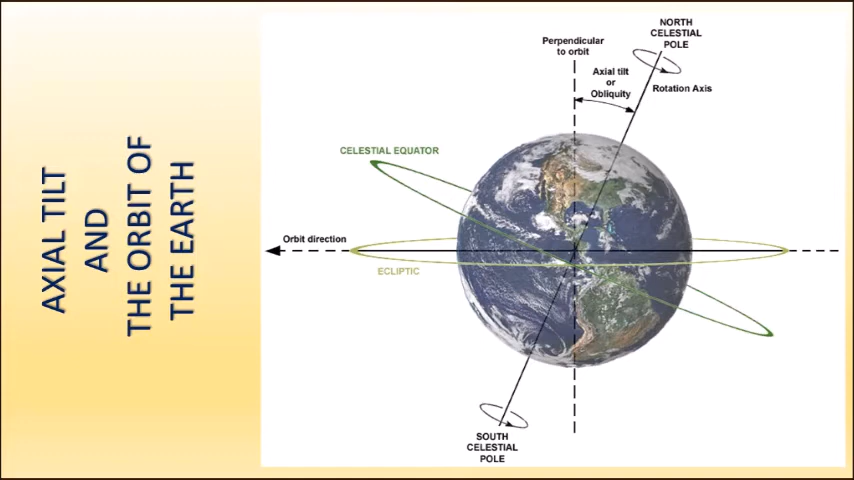 AXIAL TILT
AND
THE ORBIT OF
THE EARTH
NORTH
CELESTIAL
POLE
Perpendicular
to orbit
Axial tilt
or
Obliquity
Rotation Axis
CELESTIAL EQUATOR
Orbit direction
ECLIPTIC
SOUTH
CELESTIAL
POLE